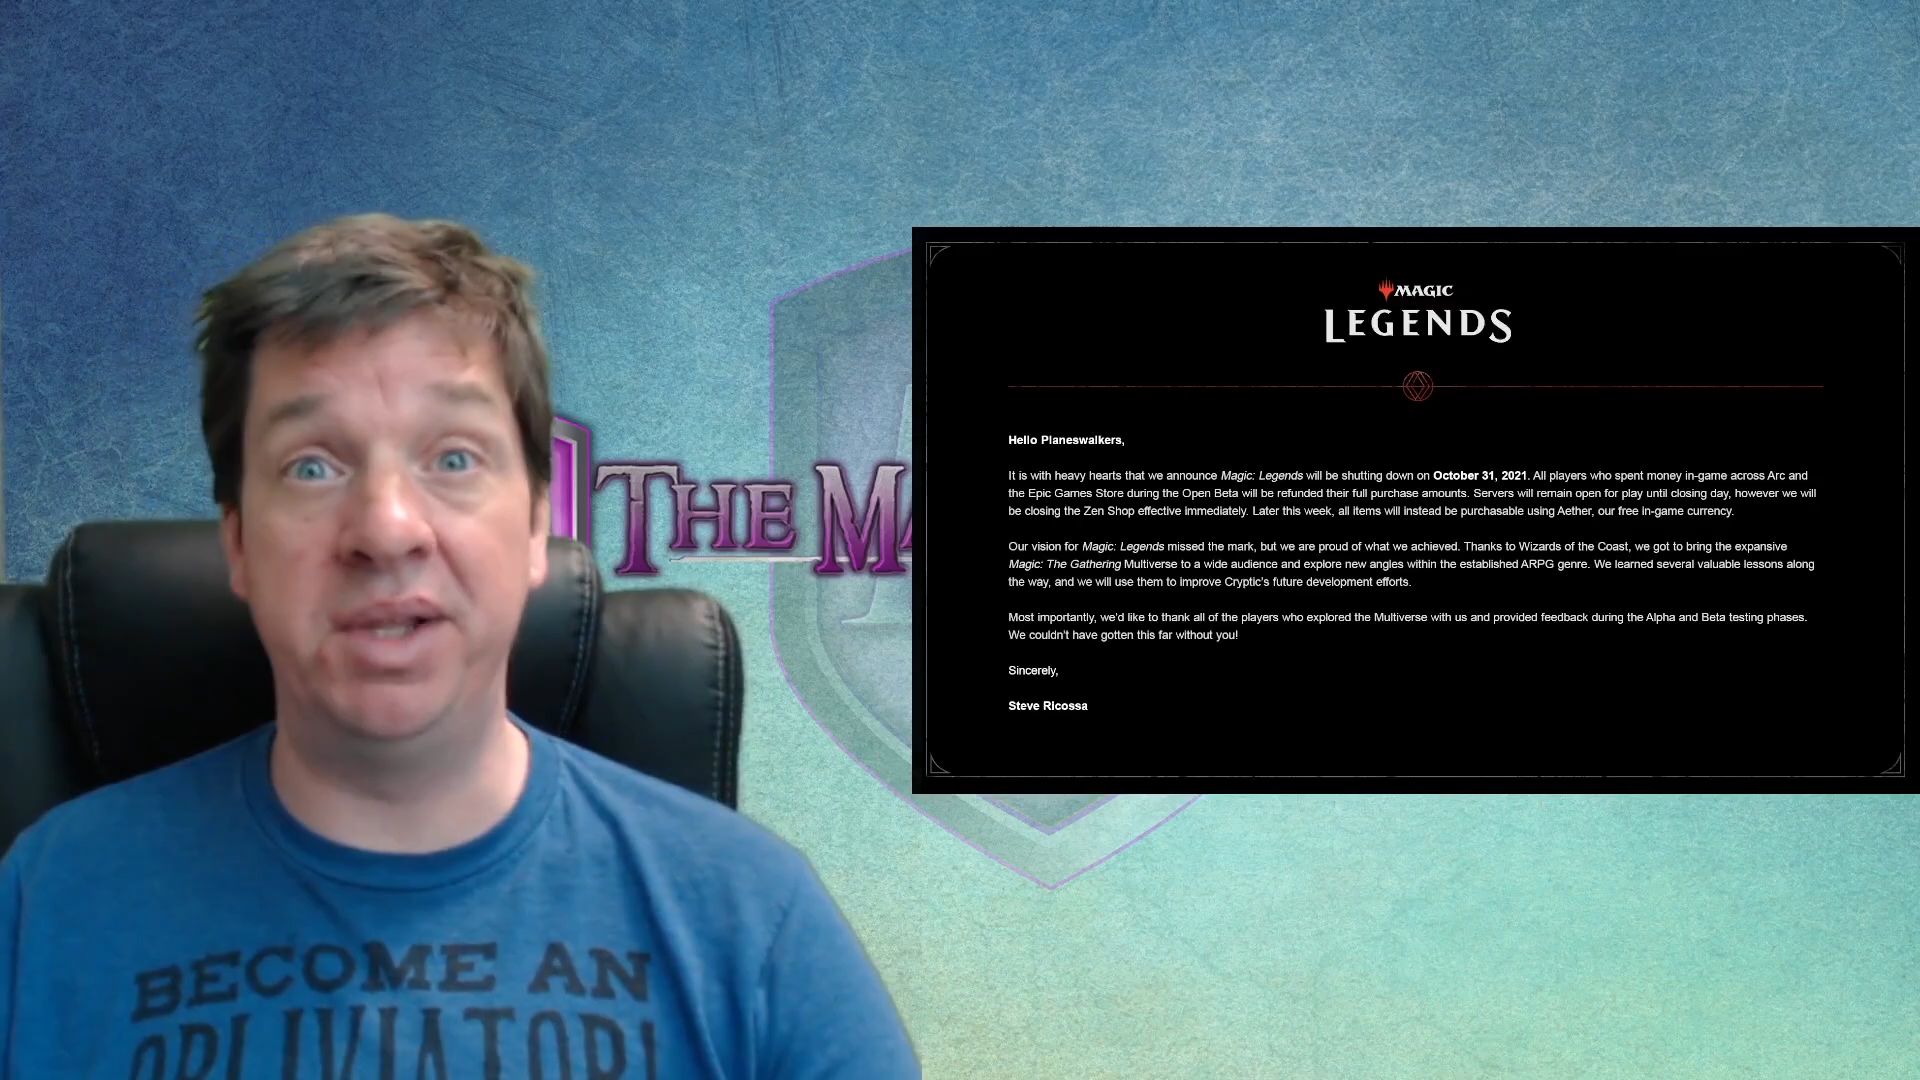 THE
MAGIC
LEGENDS
Hello Planeswalkers,
It is with heavy hearts that we announce Magic: Legends will be shutting down on October 31, 2021. All players who spent money in-game across Arc and
the Epic Games Store during the Open Beta will be refunded their full purchase amounts. Servers will remain open for play until closing day, however we will
be closing the Zen Shop effective immediately. Later this week, all items will instead be purchasable using Aether, our free in-game currency.
Our vision for Magic: Legends missed the mark, but we are proud of what we achieved. Thanks to Wizards of the Coast, we got to bring the expansive
Magic: The Gathering Multiverse to a wide audience and explore new angles within the established ARPG genre. We learned several valuable lessons along
the way, and we will use them to improve Cryptic's future development efforts.
Most importantly, we'd like to thank all of the players who explored the Multiverse with us and provided feedback during the Alpha and Beta testing phases.
We couldn't have gotten this far without you!
Sincerely,
Steve Ricossa
BECOME AN
OBLIVIATOR!